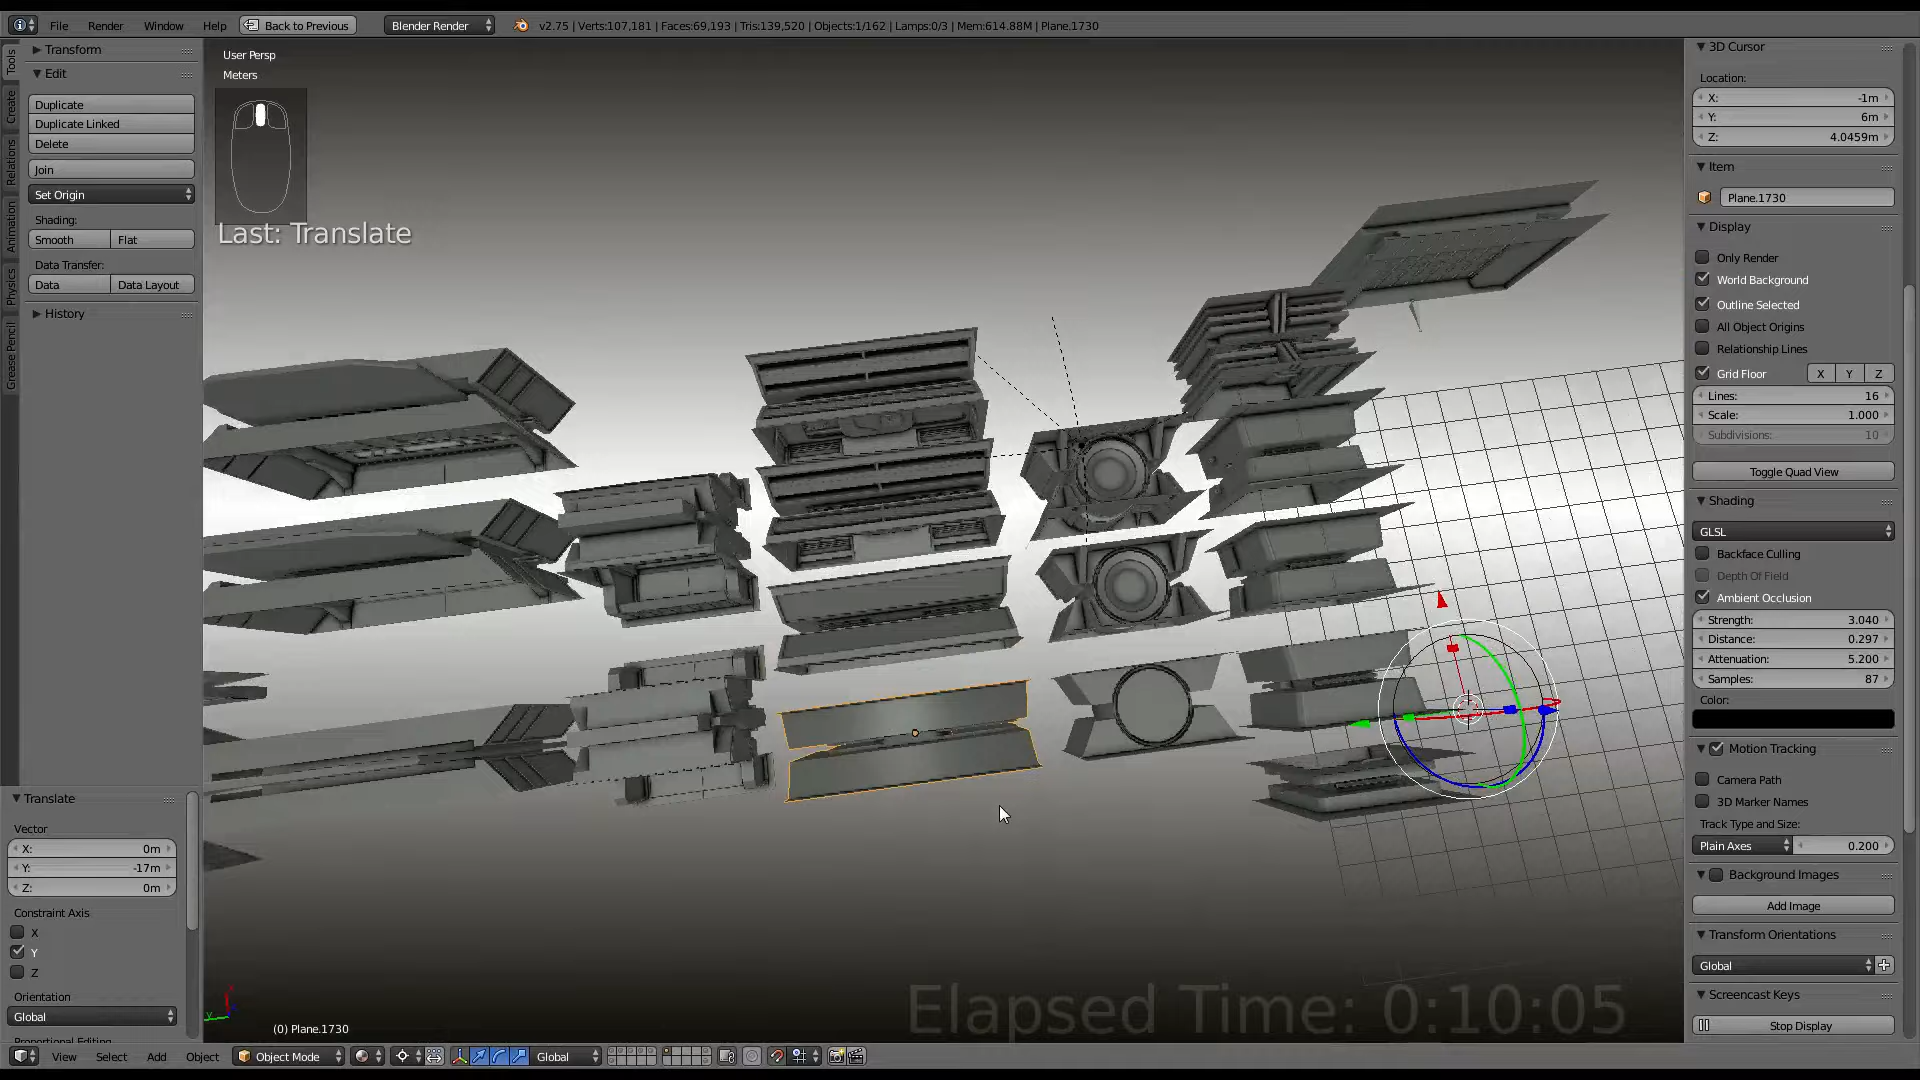 File Render Window Help Back to Previous Blender Render v2.75 | Verts:107,181 | Faces:69,193 | Tris:139,520 | Objects:1/162 | Lamps:0/3 | Mem:614.88M | Plane.1730
Tools
Create
Relations
Animation
Physics
Grease Pencil
Transform
Edit
Duplicate
Duplicate Linked
Delete
Join
Set Origin
Shading:
Smooth Flat
Data Transfer:
Data Data Layout
History
Translate
Vector
X: 0m
Y: -17m
Z: 0m
Constraint Axis
X
Y
Z
Orientation
Global
Proportional Editing
User Persp
Meters
Last: Translate
Elapsed Time: 0:10:05
(0) Plane.1730
3D Cursor
Location:
X: -1m
Y: 6m
Z: 4.0459m
Item
Plane.1730
Display
Only Render
World Background
Outline Selected
All Object Origins
Relationship Lines
Grid Floor X Y Z
Lines: 16
Scale: 1.000
Subdivisions: 10
Toggle Quad View
Shading
GLSL
Backface Culling
Depth Of Field
Ambient Occlusion
Strength: 3.040
Distance: 0.297
Attenuation: 5.200
Samples: 87
Color:
Motion Tracking
Camera Path
3D Marker Names
Track Type and Size:
Plain Axes 0.200
Background Images
Add Image
Transform Orientations
Global
Screencast Keys
Stop Display
View Select Add Object Object Mode Global